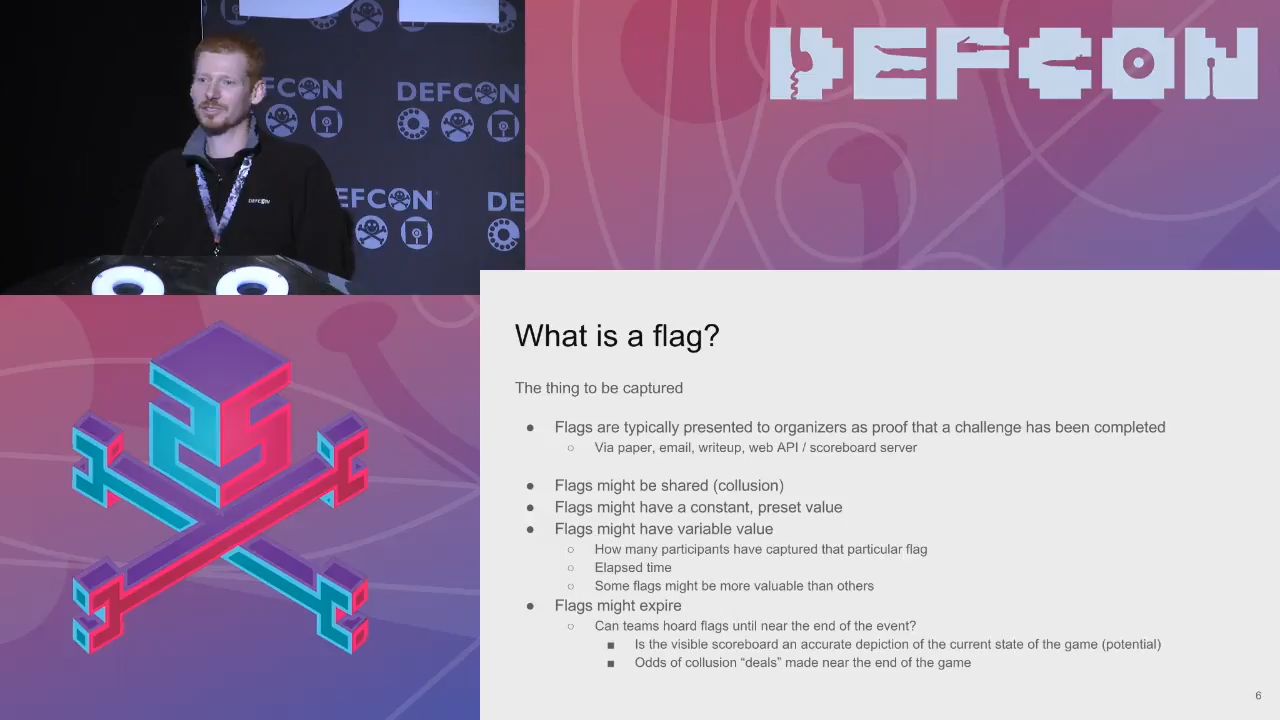 DEFCON
DEFCON
DEFCON
DEFCON
DEFCON
What is a flag?
The thing to be captured
● Flags are typically presented to organizers as proof that a challenge has been completed
○ Via paper, email, writeup, web API / scoreboard server
● Flags might be shared (collusion)
● Flags might have a constant, preset value
● Flags might have variable value
○ How many participants have captured that particular flag
○ Elapsed time
○ Some flags might be more valuable than others
● Flags might expire
○ Can teams hoard flags until near the end of the event?
■ Is the visible scoreboard an accurate depiction of the current state of the game (potential)
■ Odds of collusion “deals” made near the end of the game
6